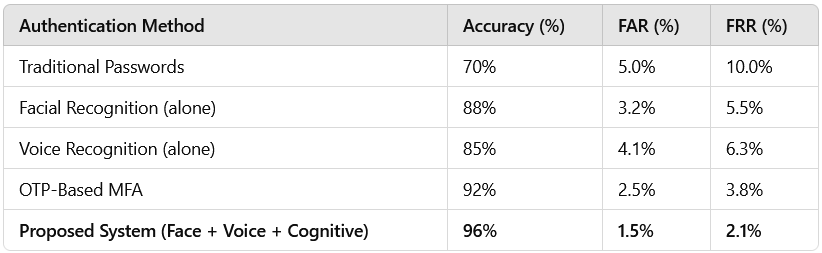 Authentication Method Accuracy (%) FAR (%) FRR (%)
Traditional Passwords 70% 5.0% 10.0%
Facial Recognition (alone) 88% 3.2% 5.5%
Voice Recognition (alone) 85% 4.1% 6.3%
OTP-Based MFA 92% 2.5% 3.8%
Proposed System (Face + Voice + Cognitive) 96% 1.5% 2.1%